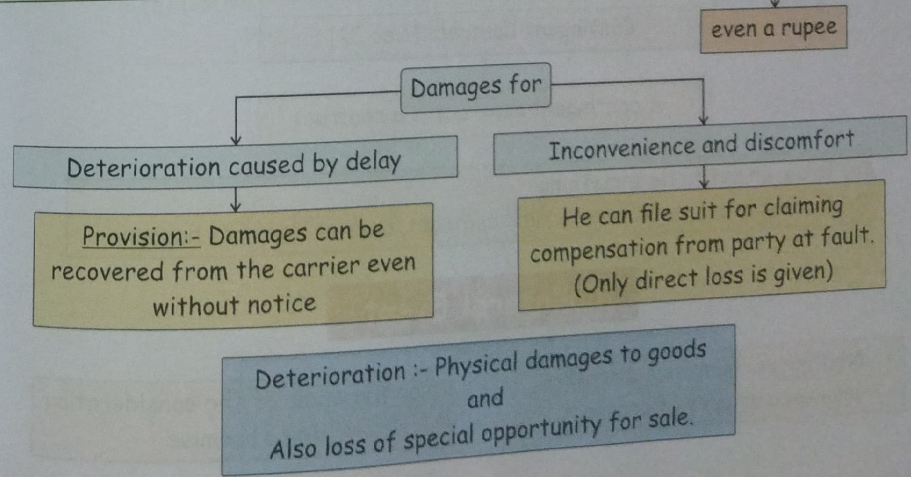 even a rupee
Damages for
Deterioration caused by delay
Inconvenience and discomfort
Provision:- Damages can be
recovered from the carrier even
without notice
He can file suit for claiming
compensation from party at fault.
(Only direct loss is given)
Deterioration :- Physical damages to goods
and
Also loss of special opportunity for sale.